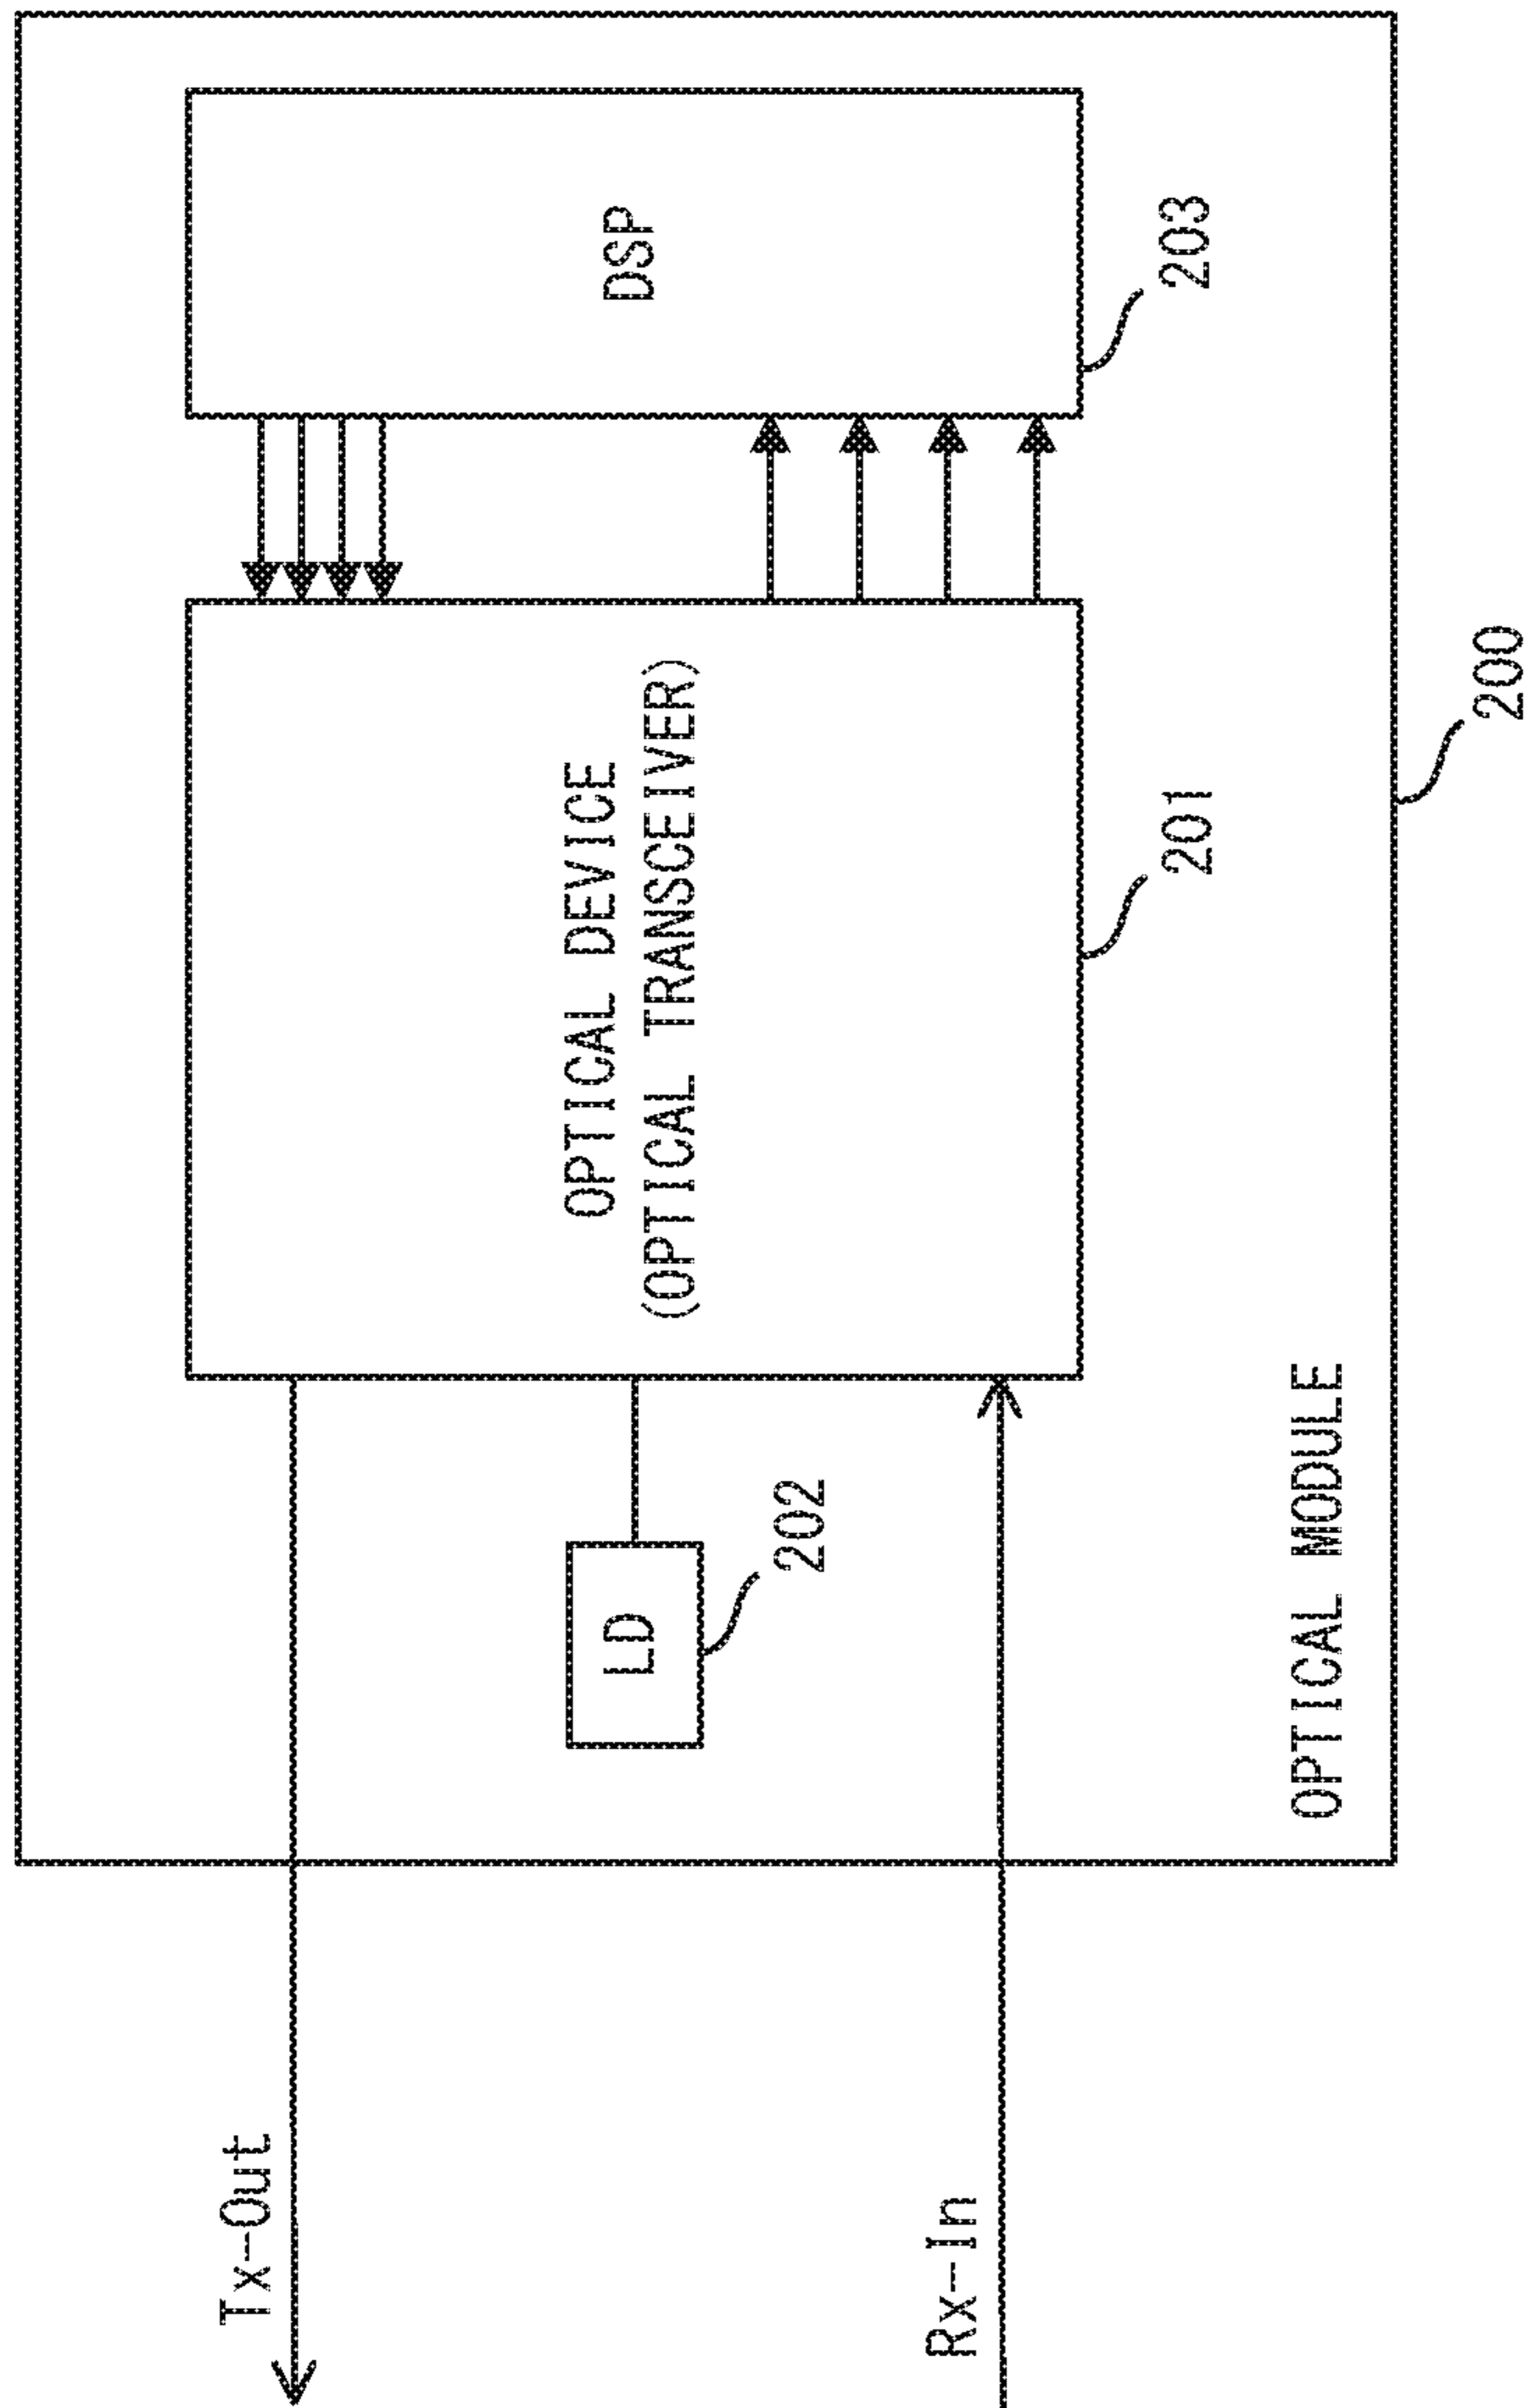 Tx-Out
Rx-In
LD
202
OPTICAL DEVICE
(OPTICAL TRANSCEIVER)
201
DSP
203
OPTICAL MODULE
200